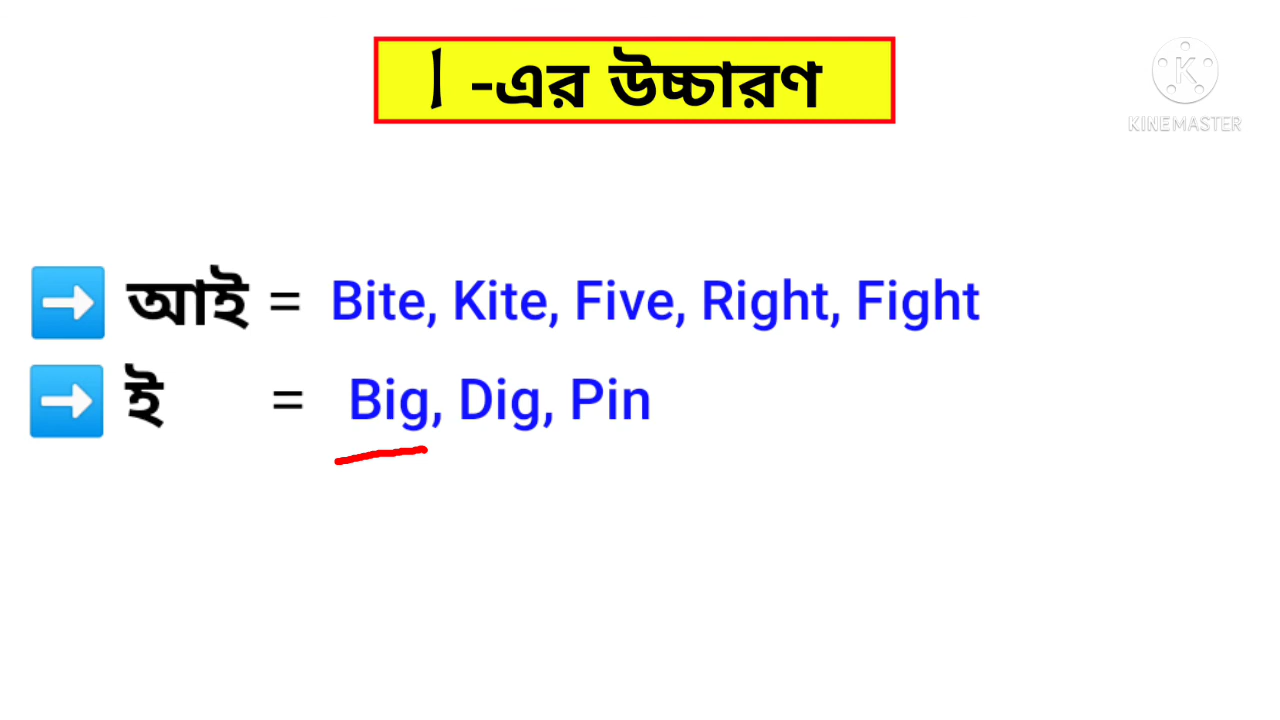 I -এর উচ্চারণ
KINEMASTER
আই = Bite, Kite, Five, Right, Fight
ই = Big, Dig, Pin